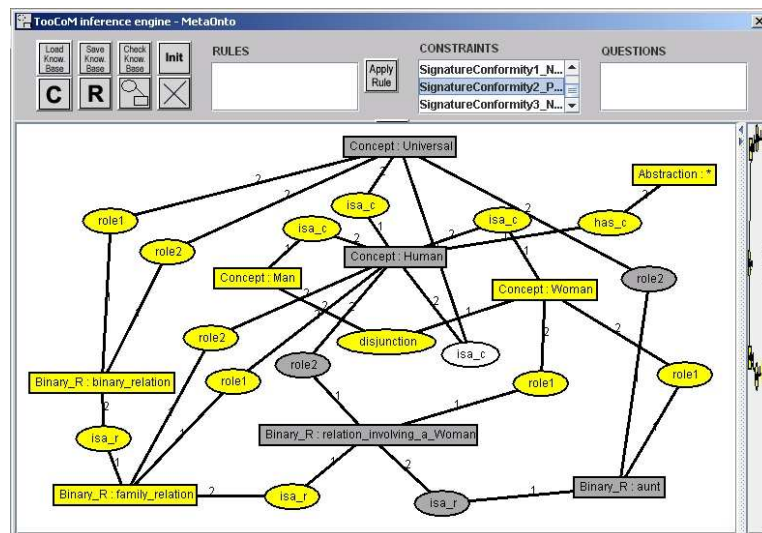 TooCoM inference engine - MetaOnto
Load Know. Base
Save Know. Base
Check Know. Base
Init
C
R
RULES
Apply Rule
CONSTRAINTS
SignatureConformity1_N...
SignatureConformity2_P...
SignatureConformity3_N...
QUESTIONS
Concept : Universal
Abstraction : *
isa_c
role1
isa_c
isa_c
has_c
role2
Concept : Human
Concept : Man
role2
Concept : Woman
role2
disjunction
isa_c
role2
role1
role1
role1
Binary_R : binary_relation
isa_r
Binary_R : relation_involving_a_Woman
Binary_R : family_relation
isa_r
isa_r
Binary_R : aunt